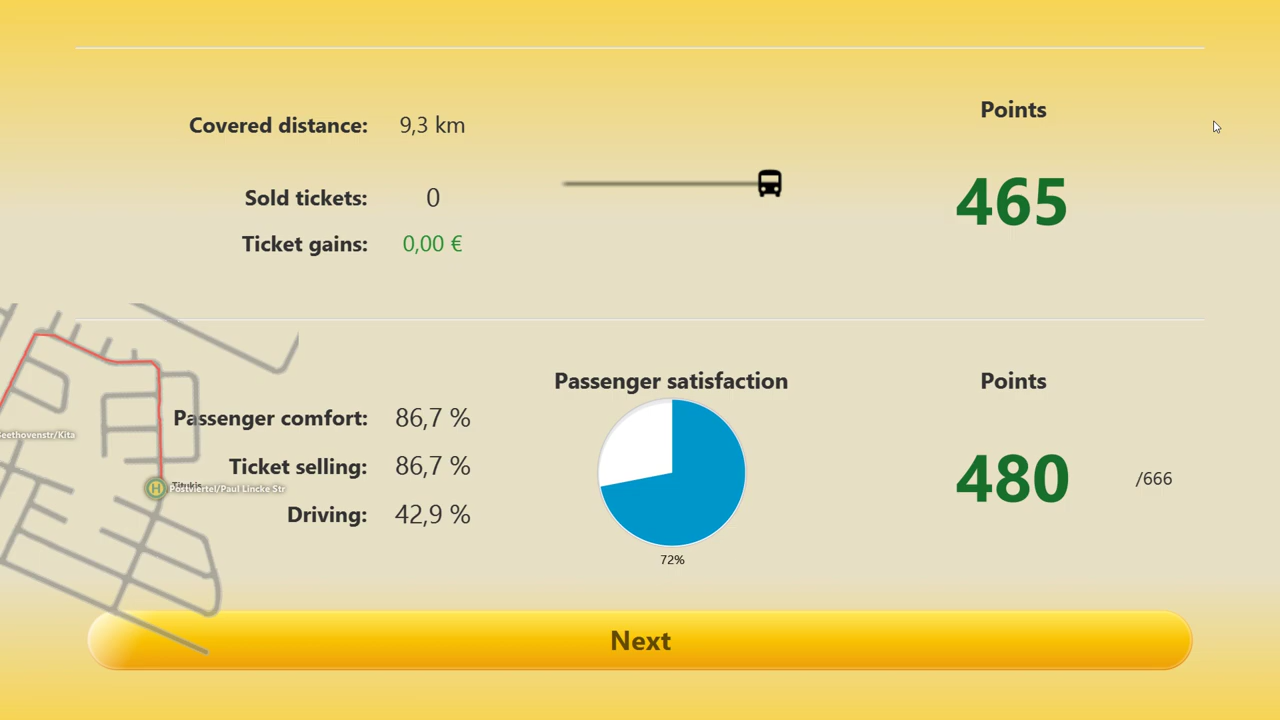 Points
Covered distance: 9,3 km
465
Sold tickets: 0
Ticket gains: 0,00 €
Passenger satisfaction
Points
Passenger comfort: 86,7 %
eethovenstr/Kita
Ticket selling: 86,7 %
480 /666
Postviertel/Paul Lincke Str
H
Driving: 42,9 %
72%
Next